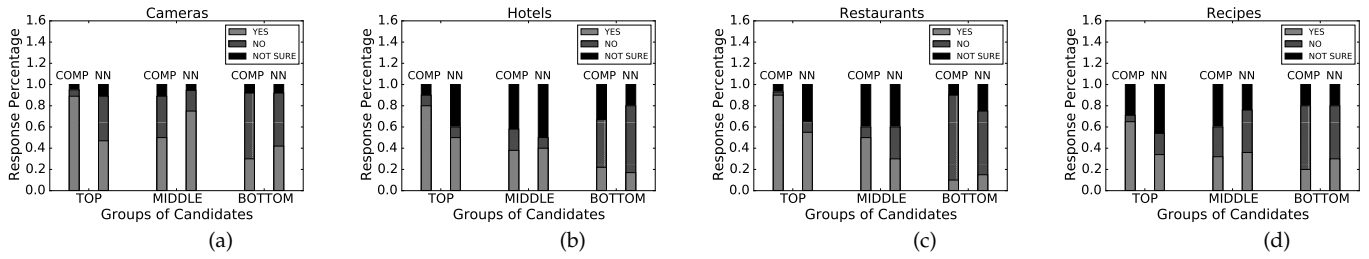 Cameras
Response Percentage
1.6
1.4
1.2
1.0
0.8
0.6
0.4
0.2
0.0
YES
NO
NOT SURE
COMP NN COMP NN COMP NN
TOP MIDDLE BOTTOM
Groups of Candidates
(a)
Hotels
Response Percentage
1.6
1.4
1.2
1.0
0.8
0.6
0.4
0.2
0.0
YES
NO
NOT SURE
COMP NN COMP NN COMP NN
TOP MIDDLE BOTTOM
Groups of Candidates
(b)
Restaurants
Response Percentage
1.6
1.4
1.2
1.0
0.8
0.6
0.4
0.2
0.0
YES
NO
NOT SURE
COMP NN COMP NN COMP NN
TOP MIDDLE BOTTOM
Groups of Candidates
(c)
Recipes
Response Percentage
1.6
1.4
1.2
1.0
0.8
0.6
0.4
0.2
0.0
YES
NO
NOT SURE
COMP NN COMP NN COMP NN
TOP MIDDLE BOTTOM
Groups of Candidates
(d)